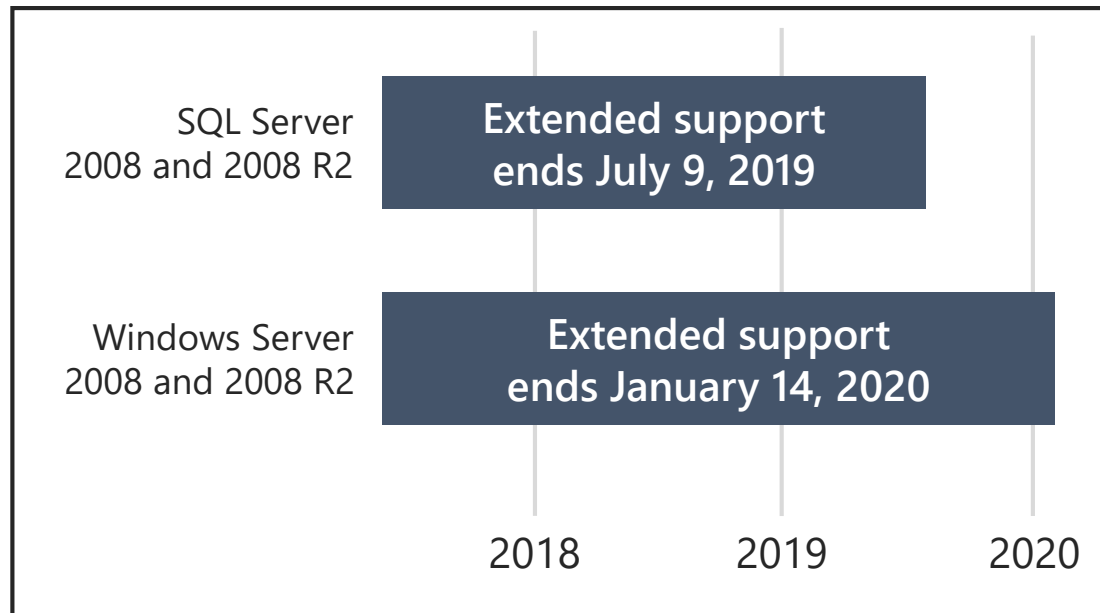 SQL Server
2008 and 2008 R2
Extended support
ends July 9, 2019
Windows Server
2008 and 2008 R2
Extended support
ends January 14, 2020
2018
2019
2020